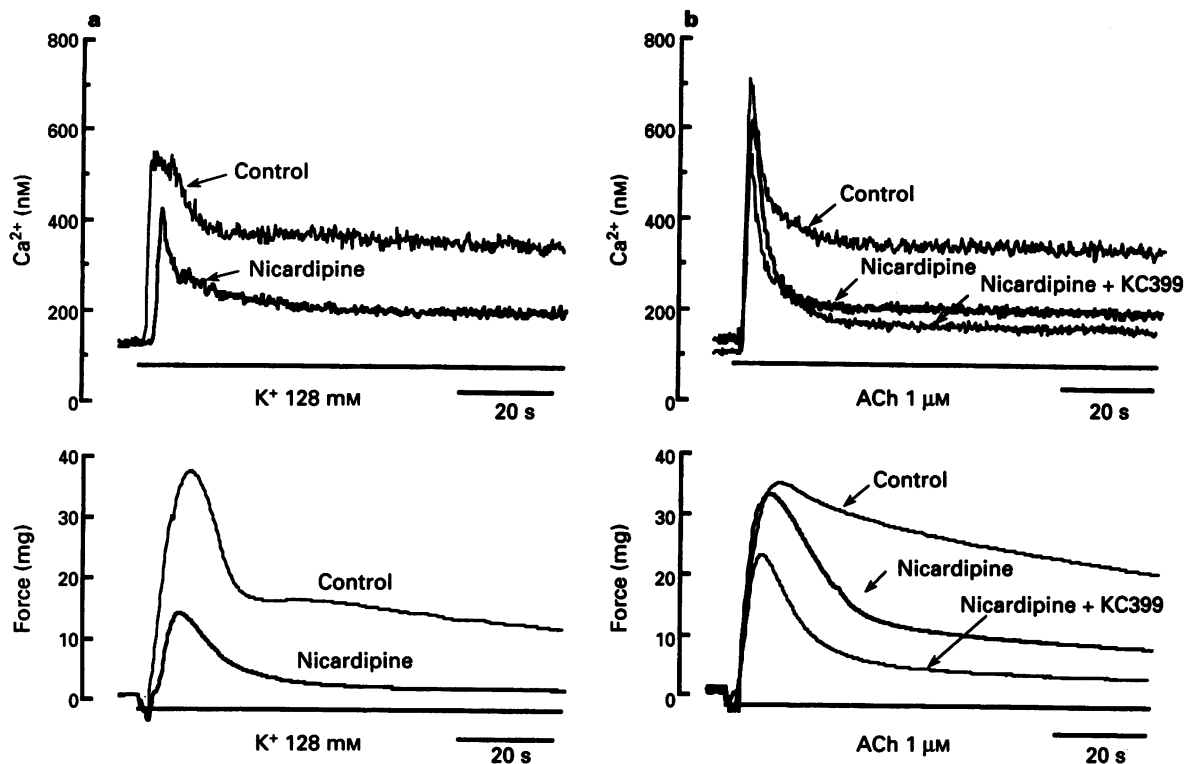 a
800
600
400
200
0
Ca²⁺ (nM)
Control
Nicardipine
K⁺ 128 mM
20 s
b
800
600
400
200
0
Ca²⁺ (nM)
Control
Nicardipine
Nicardipine + KC399
ACh 1 μM
20 s
40
30
20
10
0
Force (mg)
Control
Nicardipine
K⁺ 128 mM
20 s
40
30
20
10
0
Force (mg)
Control
Nicardipine
Nicardipine + KC399
ACh 1 μM
20 s